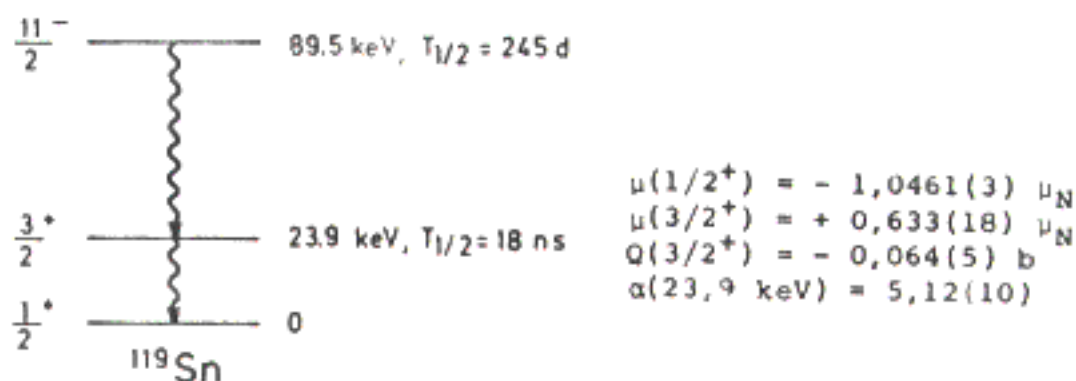 11/2⁻ 89.5 keV, T1/2 = 245 d
3/2⁺ 23.9 keV, T1/2 = 18 ns
1/2⁺ 0
¹¹⁹Sn
μ(1/2⁺) = - 1,0461(3) μN
μ(3/2⁺) = + 0,633(18) μN
Q(3/2⁺) = - 0,064(5) b
α(23,9 keV) = 5,12(10)